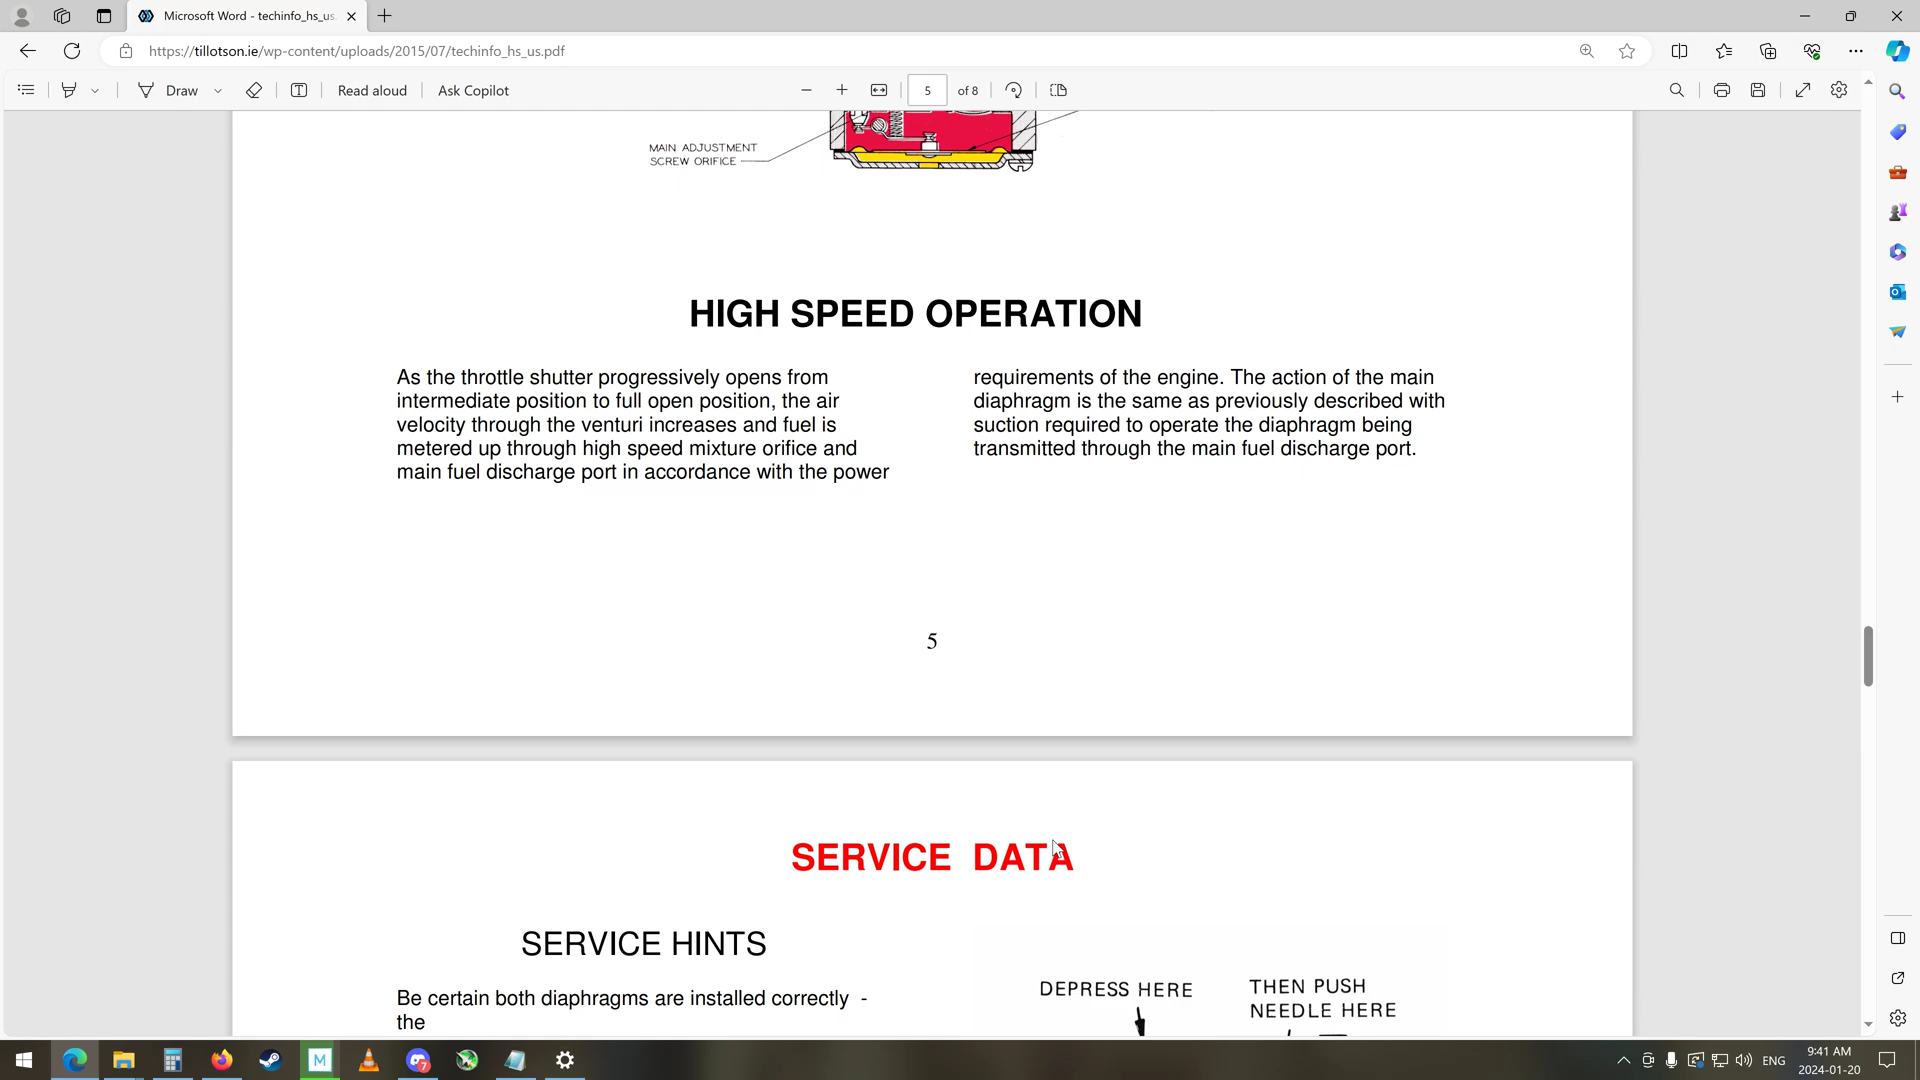 Microsoft Word - techinfo_hs_us.
https://tillotson.ie/wp-content/uploads/2015/07/techinfo_hs_us.pdf
Draw
Read aloud
Ask Copilot
5
of 8
MAIN ADJUSTMENT
SCREW ORIFICE
HIGH SPEED OPERATION
As the throttle shutter progressively opens from
intermediate position to full open position, the air
velocity through the venturi increases and fuel is
metered up through high speed mixture orifice and
main fuel discharge port in accordance with the power
requirements of the engine. The action of the main
diaphragm is the same as previously described with
suction required to operate the diaphragm being
transmitted through the main fuel discharge port.
5
SERVICE DATA
SERVICE HINTS
Be certain both diaphragms are installed correctly -
the
DEPRESS HERE
THEN PUSH
NEEDLE HERE
M
7
ENG
9:41 AM
2024-01-20